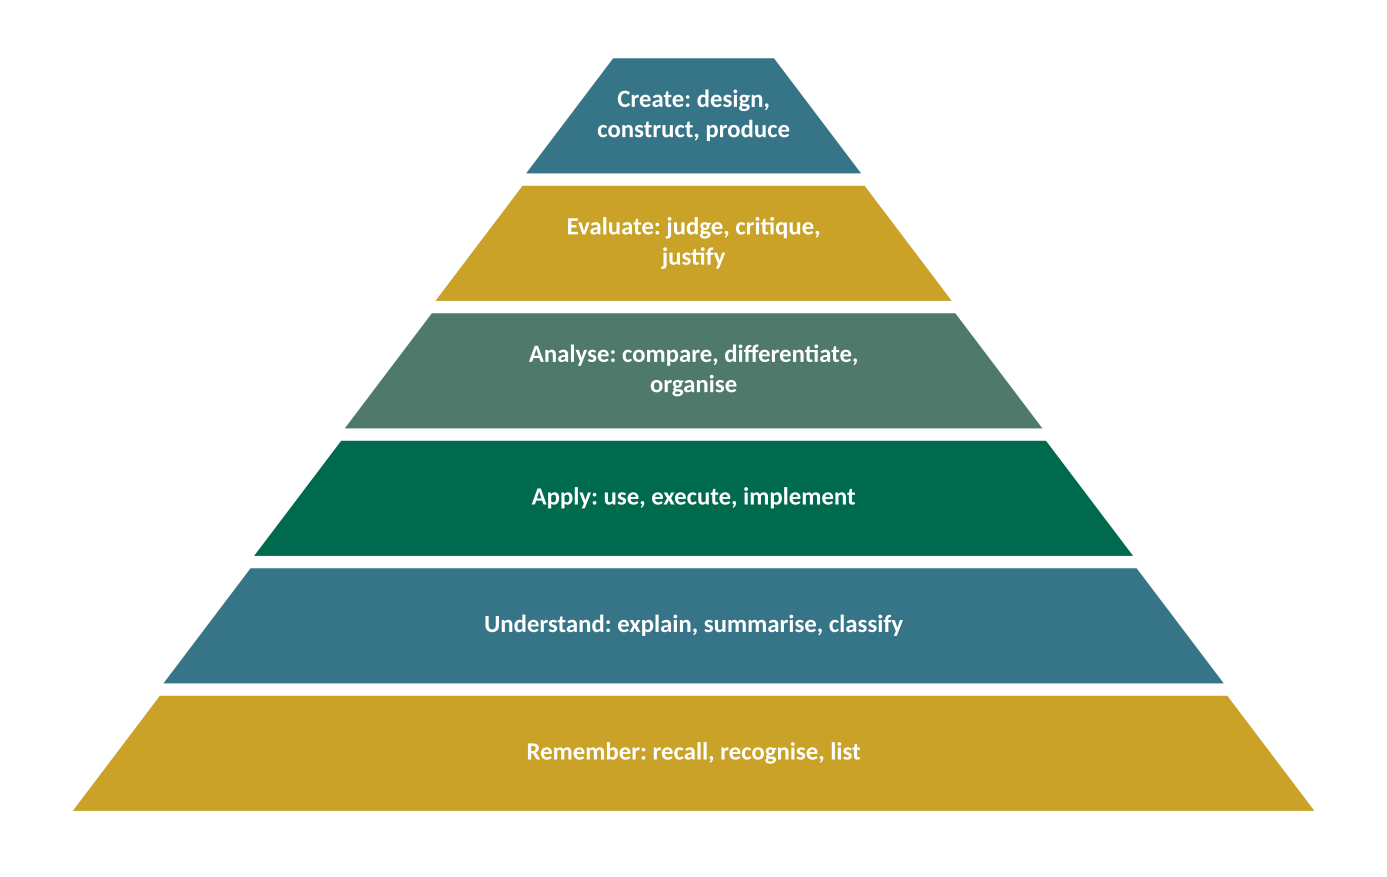 Create: design,
construct, produce
Evaluate: judge, critique,
justify
Analyse: compare, differentiate,
organise
Apply: use, execute, implement
Understand: explain, summarise, classify
Remember: recall, recognise, list